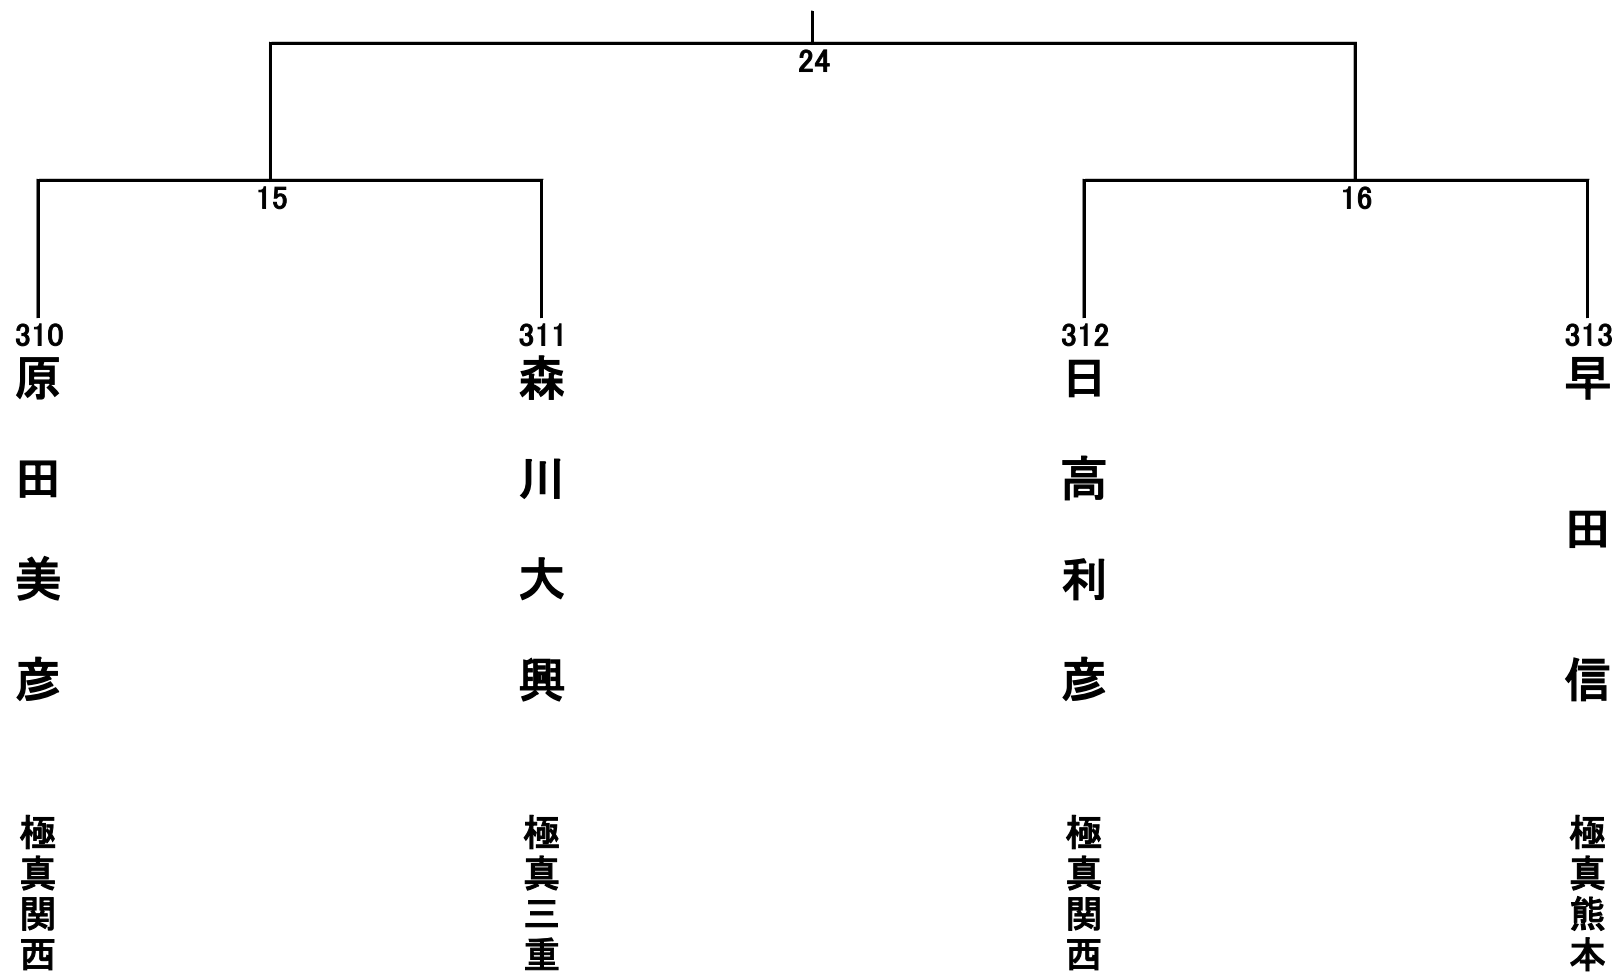 24
15
16
310
原田美彦
極真関西
311
森川大興
極真三重
312
日高利彦
極真関西
313
早田信
極真熊本